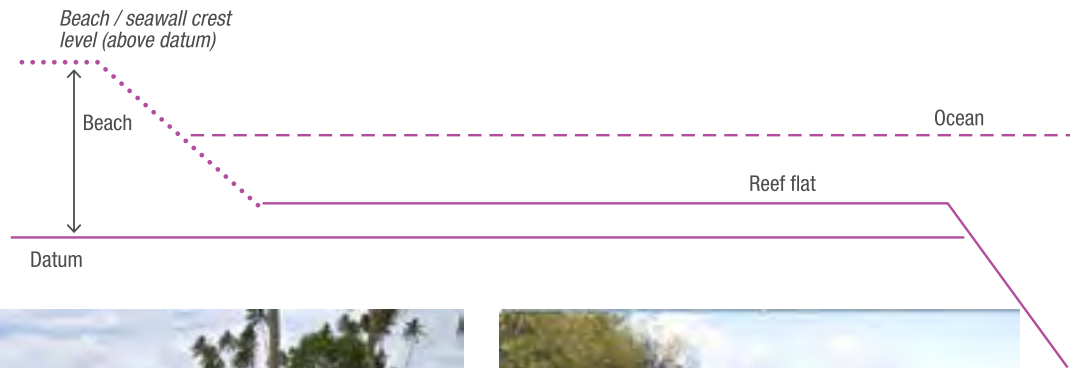 Beach / seawall crest
level (above datum)
Beach
Ocean
Reef flat
Datum